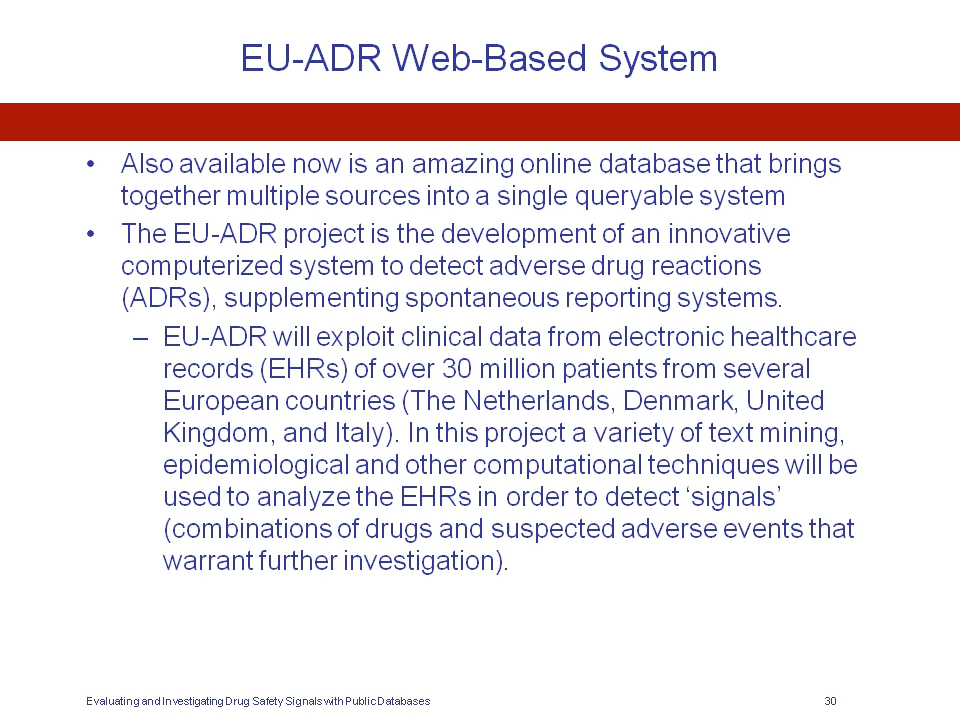 EU-ADR Web-Based System
• Also available now is an amazing online database that brings
together multiple sources into a single queryable system
• The EU-ADR project is the development of an innovative
computerized system to detect adverse drug reactions
(ADRs), supplementing spontaneous reporting systems.
– EU-ADR will exploit clinical data from electronic healthcare
records (EHRs) of over 30 million patients from several
European countries (The Netherlands, Denmark, United
Kingdom, and Italy). In this project a variety of text mining,
epidemiological and other computational techniques will be
used to analyze the EHRs in order to detect ‘signals’
(combinations of drugs and suspected adverse events that
warrant further investigation).
Evaluating and Investigating Drug Safety Signals with Public Databases
30